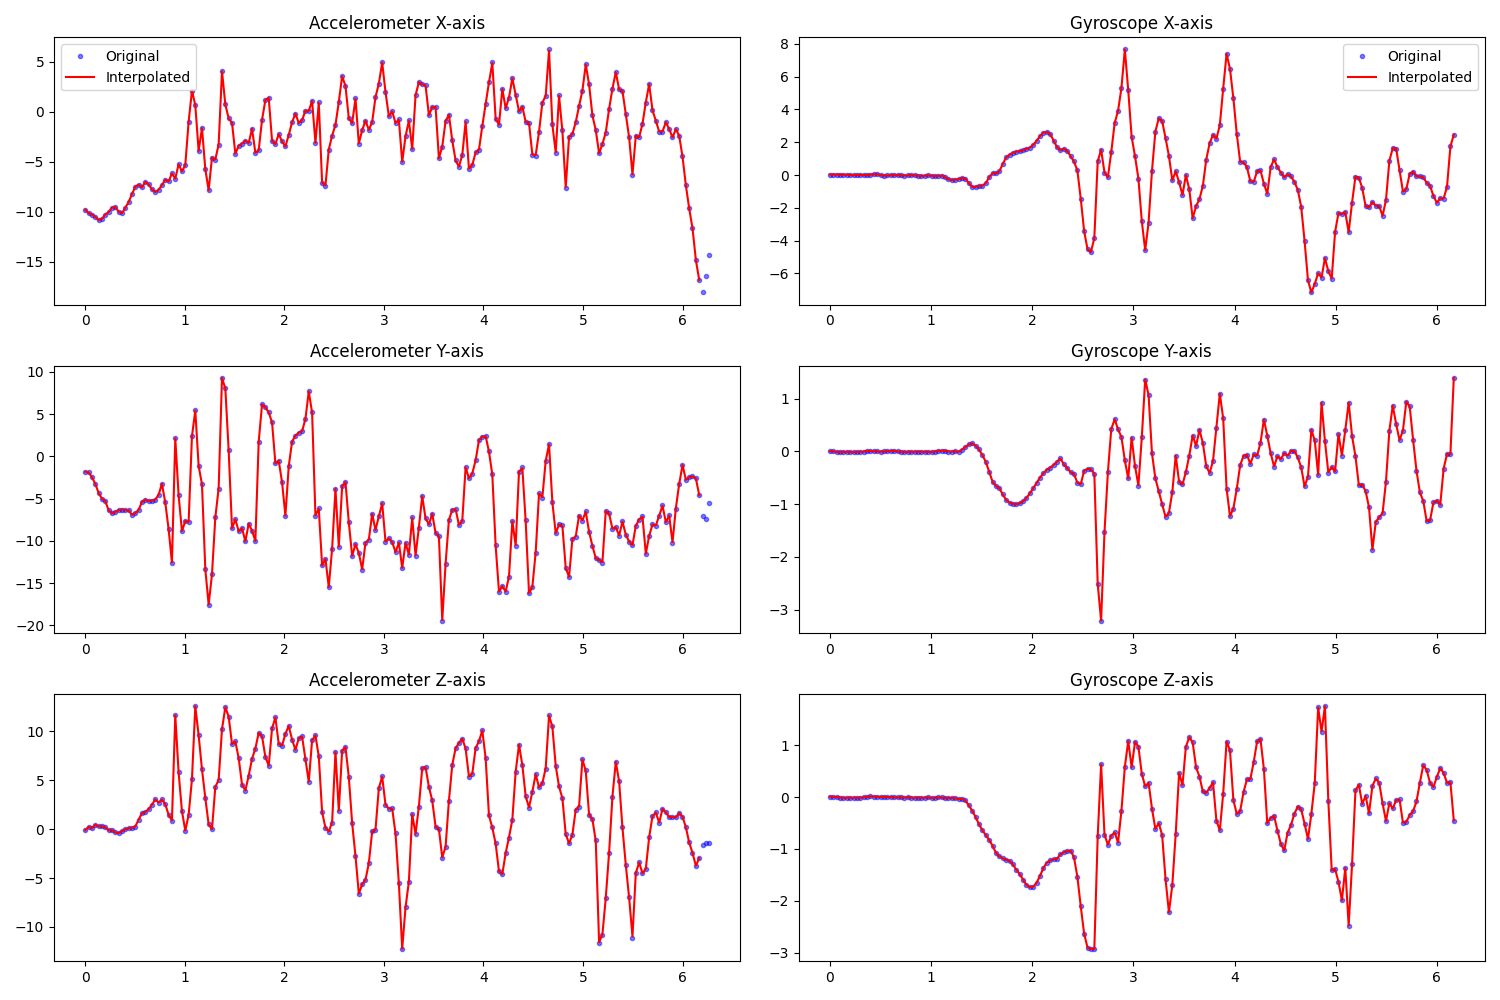 Accelerometer X-axis
Original
Interpolated
5
0
−5
−10
−15
0 1 2 3 4 5 6
Gyroscope X-axis
Original
Interpolated
8
6
4
2
0
−2
−4
−6
0 1 2 3 4 5 6
Accelerometer Y-axis
10
5
0
−5
−10
−15
−20
0 1 2 3 4 5 6
Gyroscope Y-axis
1
0
−1
−2
−3
0 1 2 3 4 5 6
Accelerometer Z-axis
10
5
0
−5
−10
0 1 2 3 4 5 6
Gyroscope Z-axis
1
0
−1
−2
−3
0 1 2 3 4 5 6